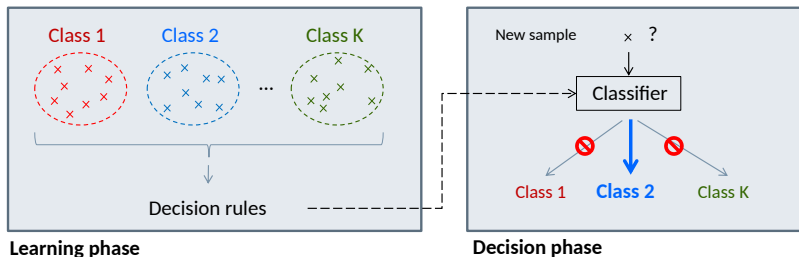 Class 1 Class 2 Class K
...
Decision rules
Learning phase
New sample × ?
Classifier
Class 1 Class 2 Class K
Decision phase